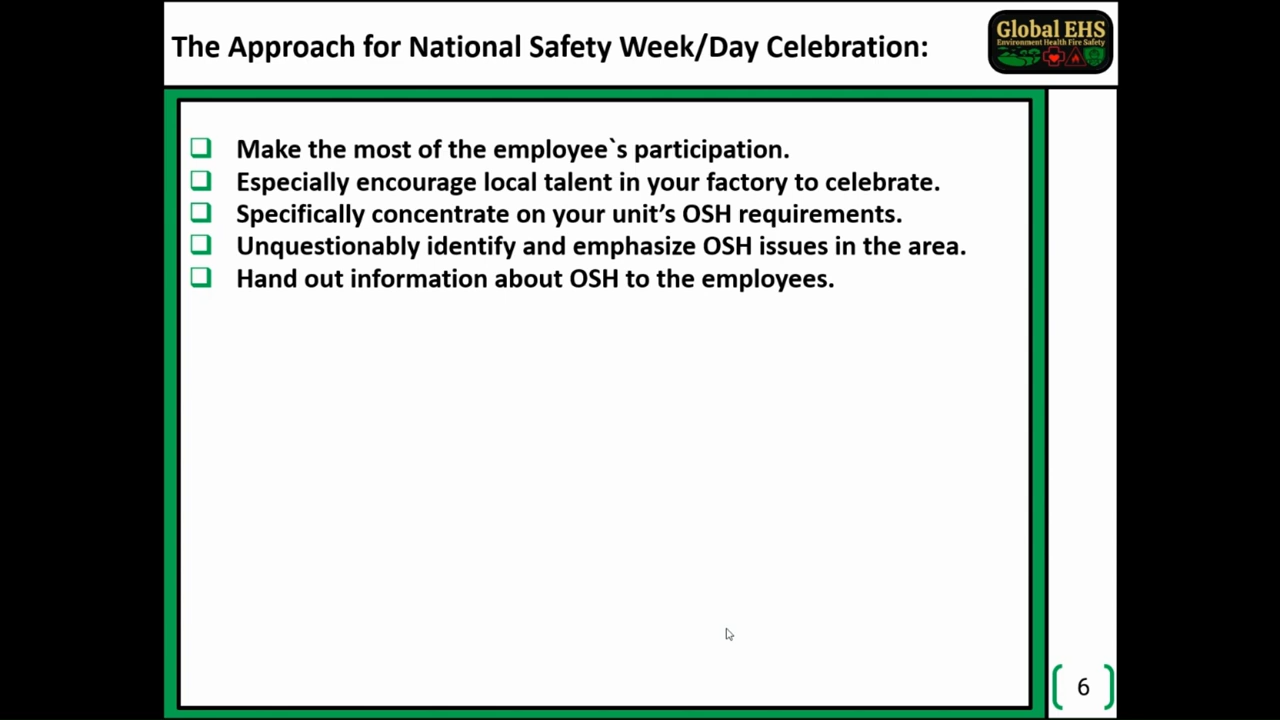 The Approach for National Safety Week/Day Celebration:
Global EHS
Environment Health Fire Safety
Make the most of the employee`s participation.
Especially encourage local talent in your factory to celebrate.
Specifically concentrate on your unit’s OSH requirements.
Unquestionably identify and emphasize OSH issues in the area.
Hand out information about OSH to the employees.
6